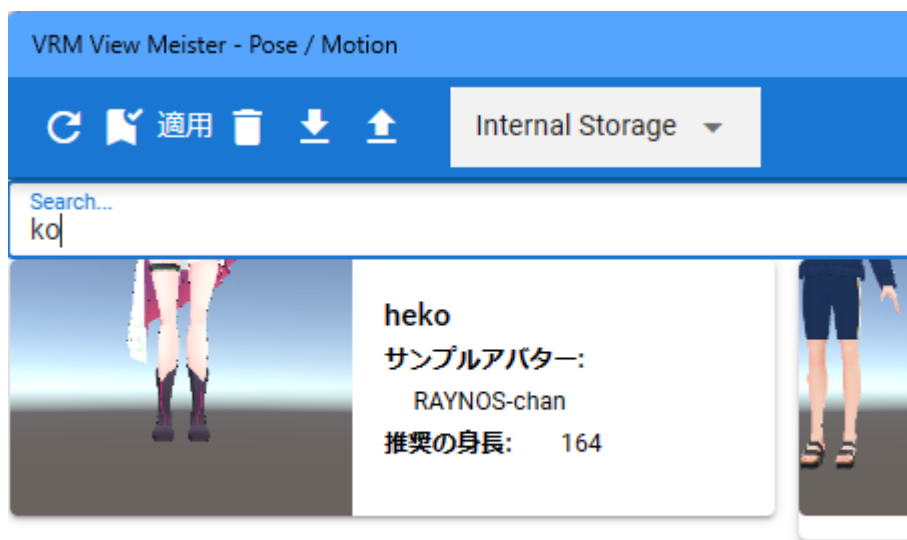 VRM View Meister - Pose / Motion
適用 Internal Storage
Search...
ko
heko
サンプルアバター:
RAYNOS-chan
推奨の身長: 164